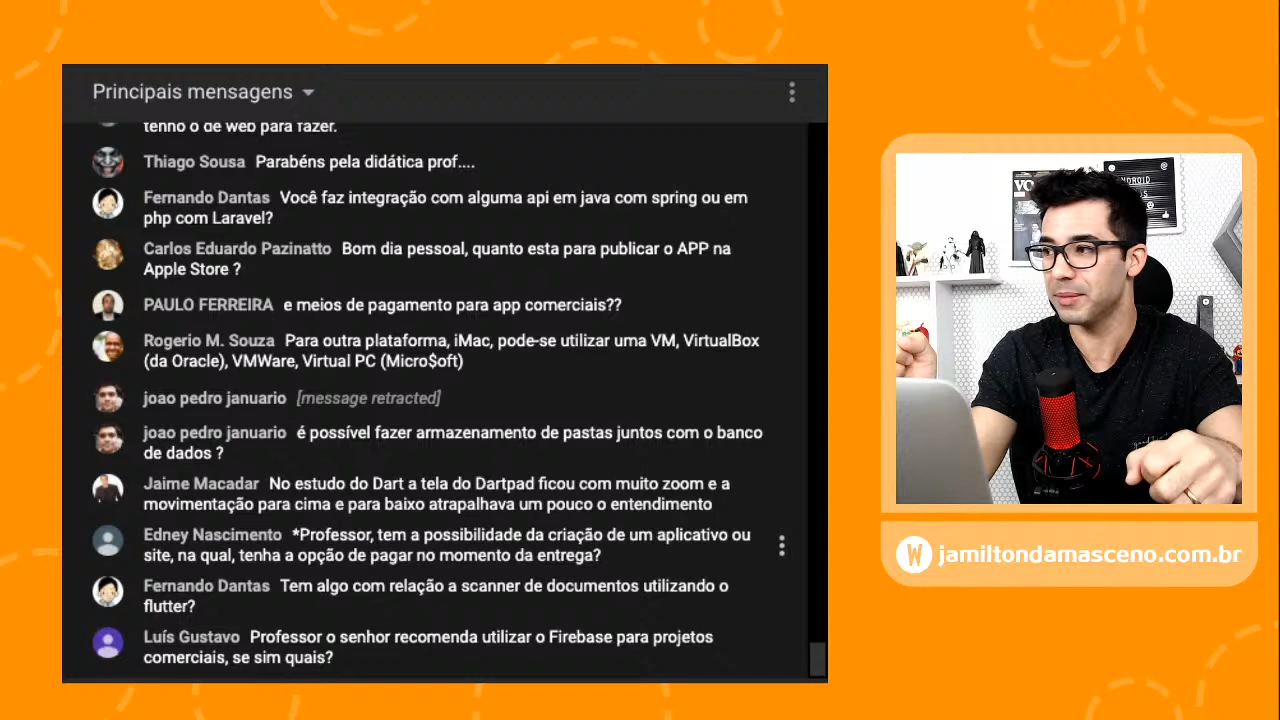 Principais mensagens
tenho o de web para fazer.
Thiago Sousa Parabéns pela didática prof....
Fernando Dantas Você faz integração com alguma api em java com spring ou em
php com Laravel?
Carlos Eduardo Pazinatto Bom dia pessoal, quanto esta para publicar o APP na
Apple Store ?
PAULO FERREIRA e meios de pagamento para app comerciais??
Rogerio M. Souza Para outra plataforma, iMac, pode-se utilizar uma VM, VirtualBox
(da Oracle), VMWare, Virtual PC (Micro$oft)
joao pedro januario [message retracted]
joao pedro januario é possível fazer armazenamento de pastas juntos com o banco
de dados ?
Jaime Macadar No estudo do Dart a tela do Dartpad ficou com muito zoom e a
movimentação para cima e para baixo atrapalhava um pouco o entendimento
Edney Nascimento *Professor, tem a possibilidade da criação de um aplicativo ou
site, na qual, tenha a opção de pagar no momento da entrega?
Fernando Dantas Tem algo com relação a scanner de documentos utilizando o
flutter?
Luís Gustavo Professor o senhor recomenda utilizar o Firebase para projetos
comerciais, se sim quais?
VO
ANDROID
W jamiltondamasceno.com.br